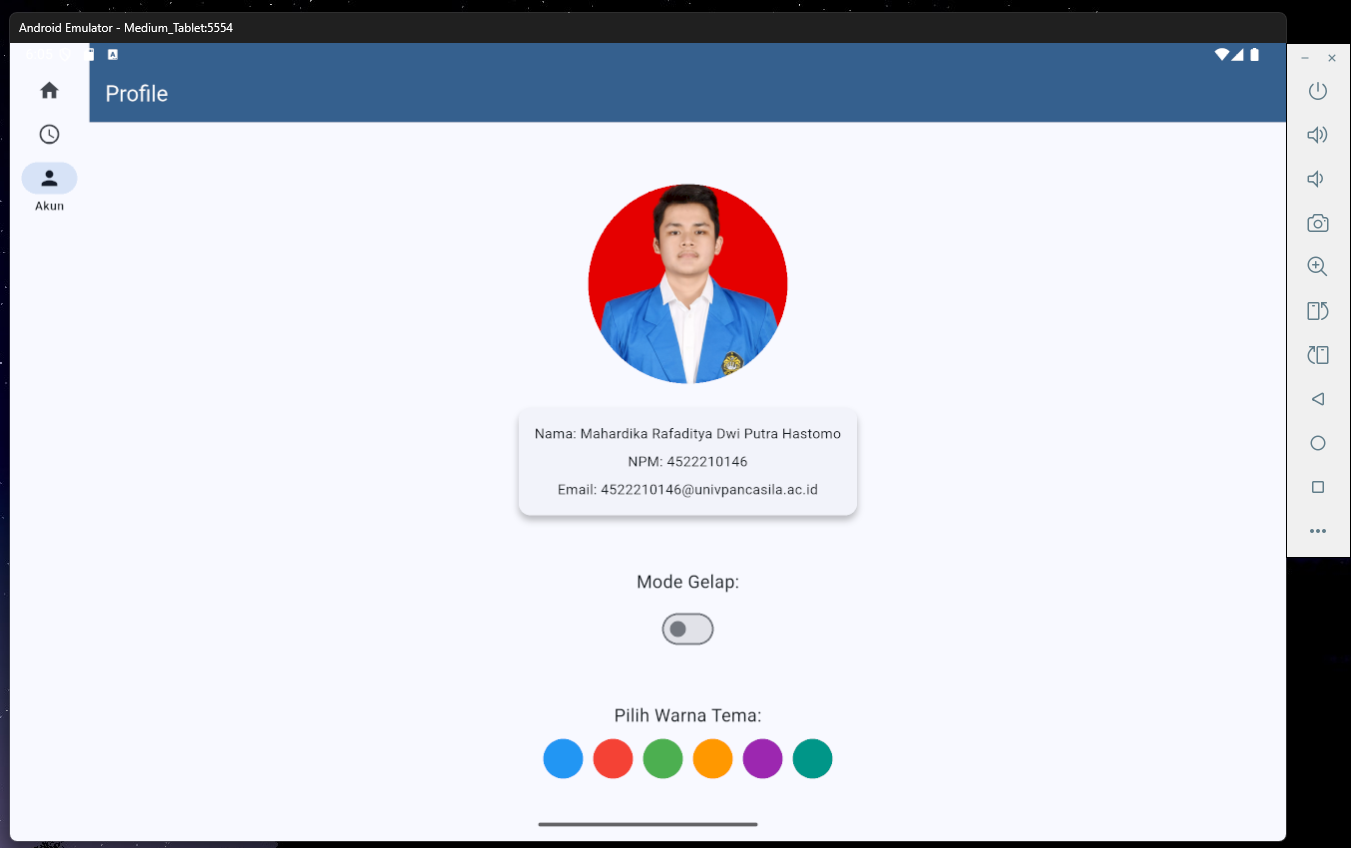 Android Emulator - Medium_Tablet:5554
Profile
Akun
Nama: Mahardika Rafaditya Dwi Putra Hastomo
NPM: 4522210146
Email: 4522210146@univpancasila.ac.id
Mode Gelap:
Pilih Warna Tema: